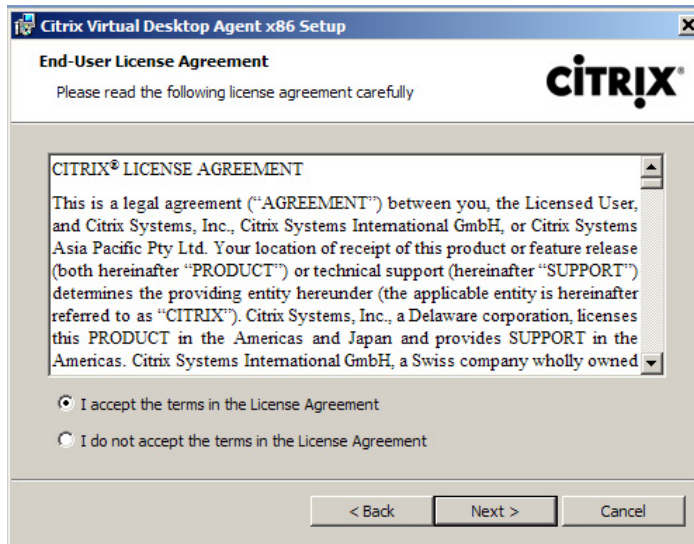 Citrix Virtual Desktop Agent x86 Setup
End-User License Agreement
Please read the following license agreement carefully
CITRIX®
CITRIX® LICENSE AGREEMENT
This is a legal agreement (“AGREEMENT”) between you, the Licensed User,
and Citrix Systems, Inc., Citrix Systems International GmbH, or Citrix Systems
Asia Pacific Pty Ltd. Your location of receipt of this product or feature release
(both hereinafter “PRODUCT”) or technical support (hereinafter “SUPPORT”)
determines the providing entity hereunder (the applicable entity is hereinafter
referred to as “CITRIX”). Citrix Systems, Inc., a Delaware corporation, licenses
this PRODUCT in the Americas and Japan and provides SUPPORT in the
Americas. Citrix Systems International GmbH, a Swiss company wholly owned
I accept the terms in the License Agreement
I do not accept the terms in the License Agreement
< Back Next > Cancel